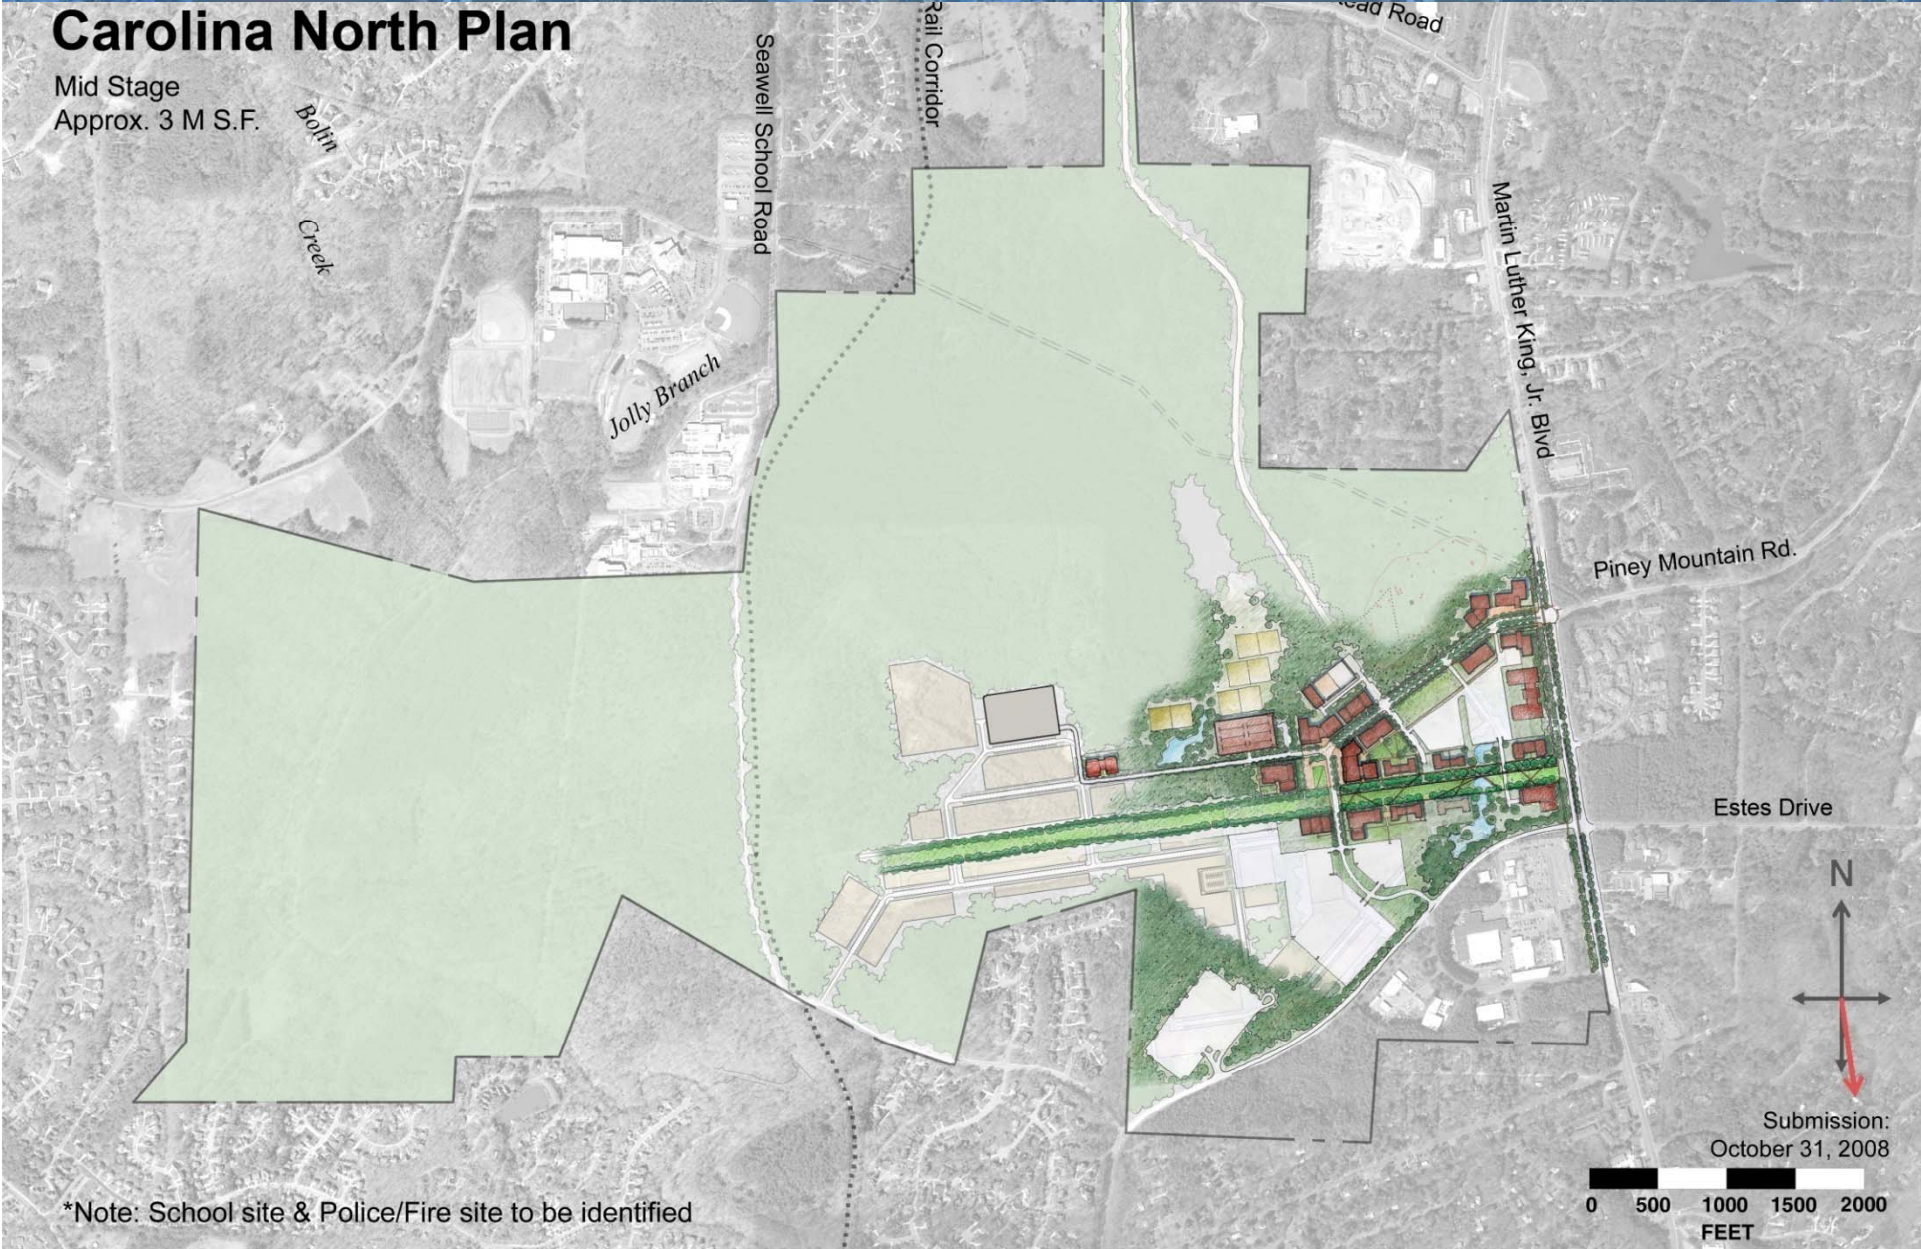 Carolina North Plan
Mid Stage
Approx. 3 M S.F.
Bolin
Creek
Seawell School Road
Rail Corridor
Road
Jolly Branch
Martin Luther King, Jr. Blvd
Piney Mountain Rd.
Estes Drive
N
Submission:
October 31, 2008
0 500 1000 1500 2000
FEET
*Note: School site & Police/Fire site to be identified